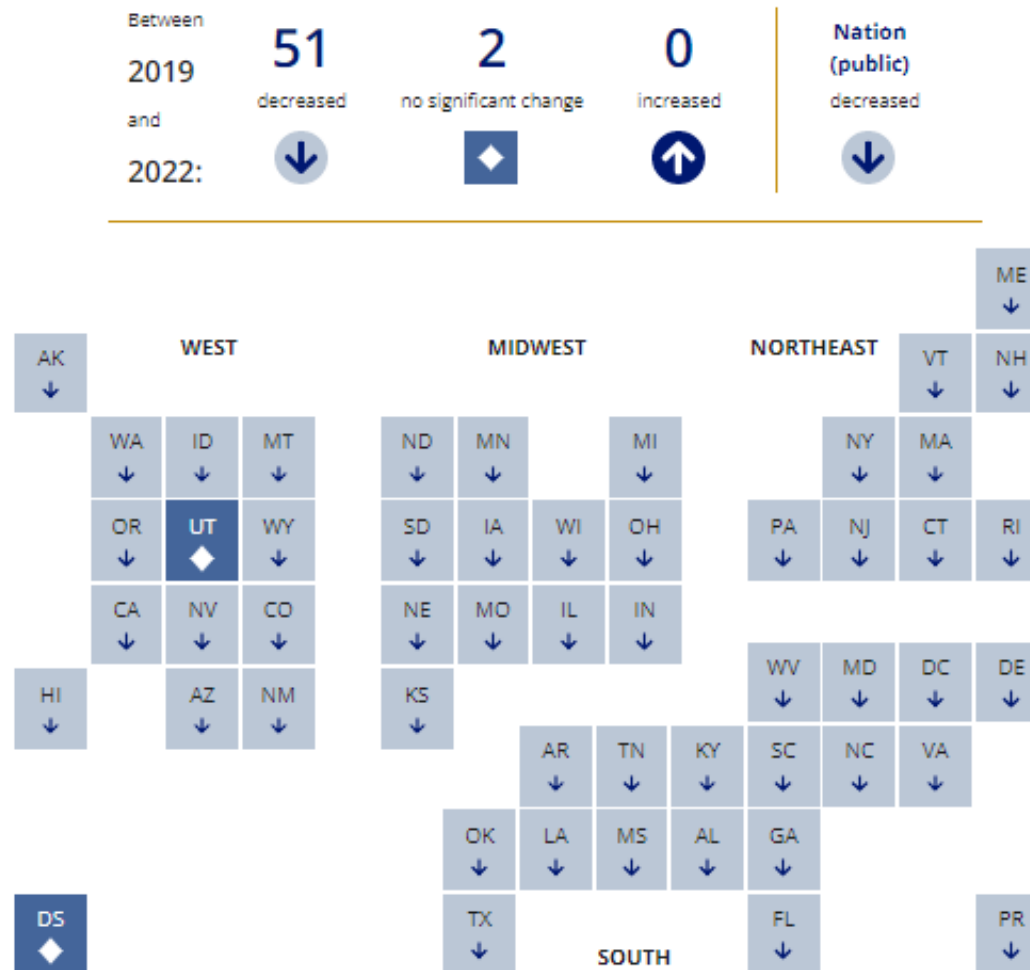 Between
2019
and
2022:
51
decreased
2
no significant change
0
increased
Nation
(public)
decreased
ME
WEST
MIDWEST
NORTHEAST
AK
VT
NH
WA
ID
MT
ND
MN
MI
NY
MA
OR
UT
WY
SD
IA
WI
OH
PA
NJ
CT
RI
CA
NV
CO
NE
MO
IL
IN
WV
MD
DC
DE
HI
AZ
NM
KS
AR
TN
KY
SC
NC
VA
OK
LA
MS
AL
GA
DS
TX
FL
PR
SOUTH